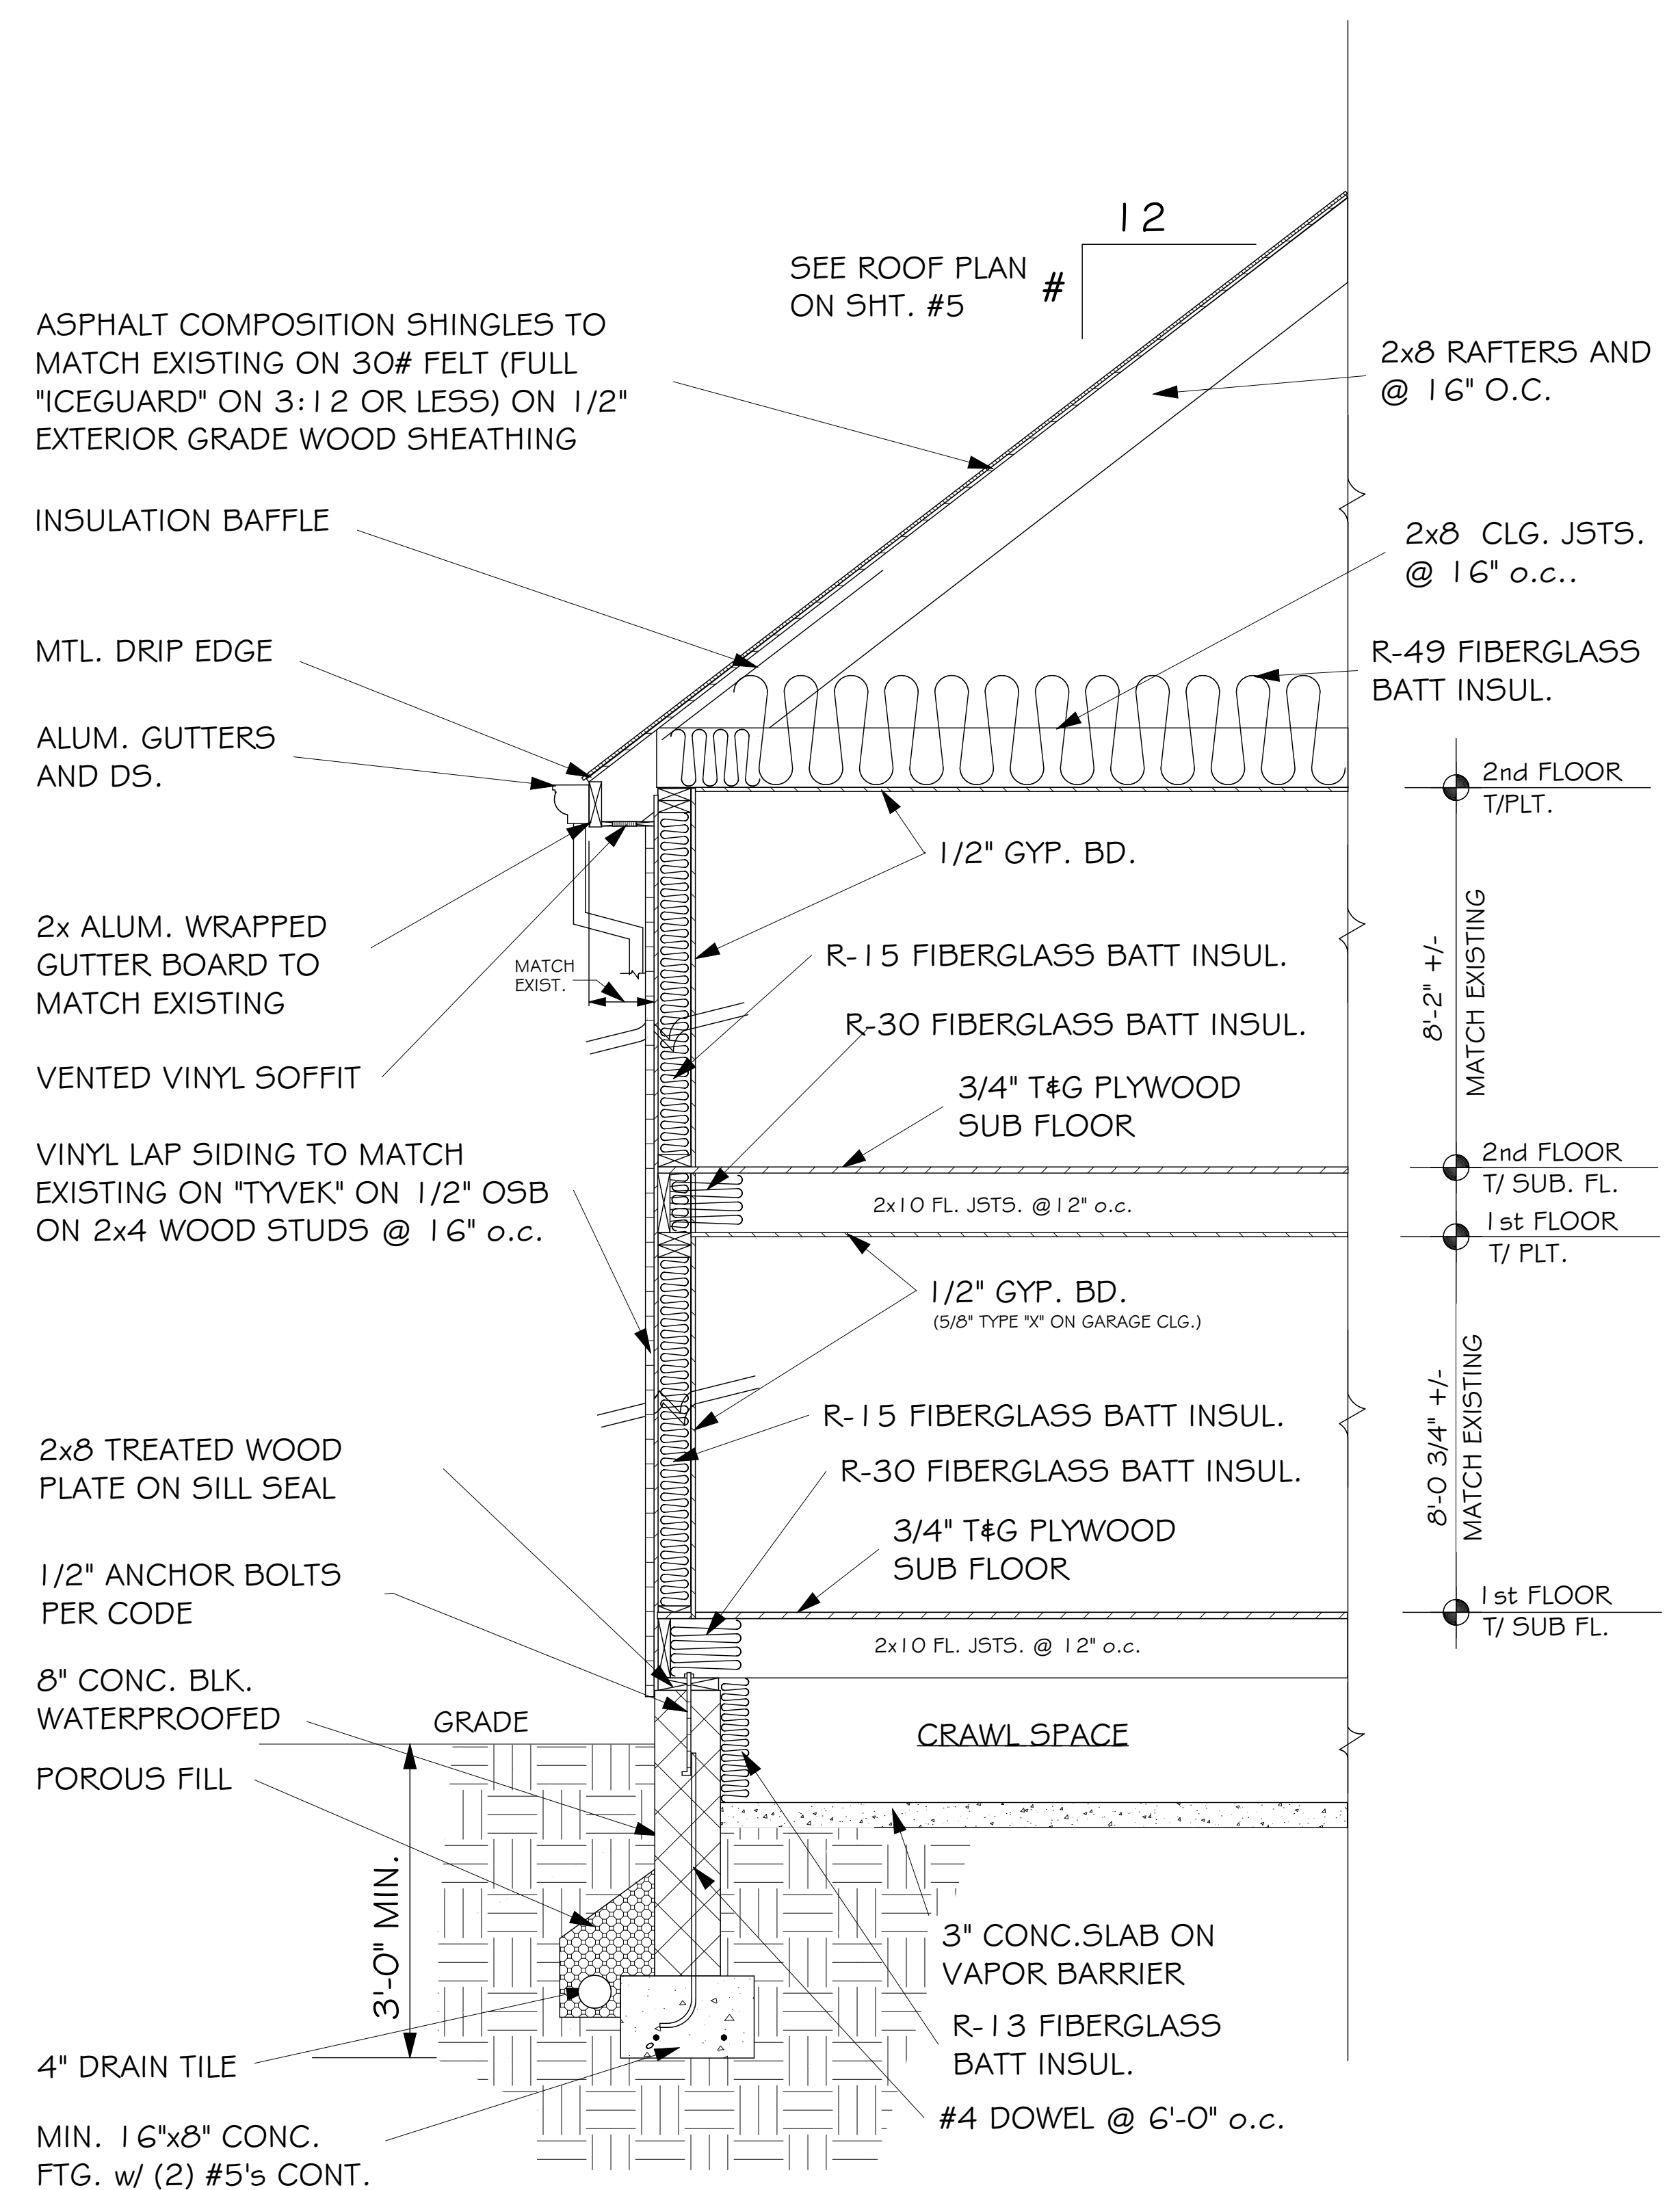 12
SEE ROOF PLAN
ON SHT. #5
#
ASPHALT COMPOSITION SHINGLES TO
MATCH EXISTING ON 30# FELT (FULL
"ICEGUARD" ON 3:12 OR LESS) ON 1/2"
EXTERIOR GRADE WOOD SHEATHING
2x8 RAFTERS AND
@ 16" O.C.
INSULATION BAFFLE
2x8 CLG. JSTS.
@ 16" o.c..
MTL. DRIP EDGE
R-49 FIBERGLASS
BATT INSUL.
ALUM. GUTTERS
AND DS.
2nd FLOOR
T/PLT.
1/2" GYP. BD.
2x ALUM. WRAPPED
GUTTER BOARD TO
MATCH EXISTING
MATCH
EXIST.
R-15 FIBERGLASS BATT INSUL.
8'-2" +/-
MATCH EXISTING
R-30 FIBERGLASS BATT INSUL.
VENTED VINYL SOFFIT
3/4" T&G PLYWOOD
SUB FLOOR
VINYL LAP SIDING TO MATCH
EXISTING ON "TYVEK" ON 1/2" OSB
ON 2x4 WOOD STUDS @ 16" o.c.
2nd FLOOR
T/ SUB. FL.
2x10 FL. JSTS. @12" o.c.
1st FLOOR
T/ PLT.
1/2" GYP. BD.
(5/8" TYPE "X" ON GARAGE CLG.)
8'-0 3/4" +/-
MATCH EXISTING
R-15 FIBERGLASS BATT INSUL.
2x8 TREATED WOOD
PLATE ON SILL SEAL
R-30 FIBERGLASS BATT INSUL.
3/4" T&G PLYWOOD
SUB FLOOR
1/2" ANCHOR BOLTS
PER CODE
1st FLOOR
T/ SUB FL.
2x10 FL. JSTS. @ 12" o.c.
8" CONC. BLK.
WATERPROOFED
GRADE
CRAWL SPACE
POROUS FILL
3'-0" MIN.
3" CONC.SLAB ON
VAPOR BARRIER
R-13 FIBERGLASS
BATT INSUL.
4" DRAIN TILE
#4 DOWEL @ 6'-0" o.c.
MIN. 16"x8" CONC.
FTG. w/ (2) #5's CONT.